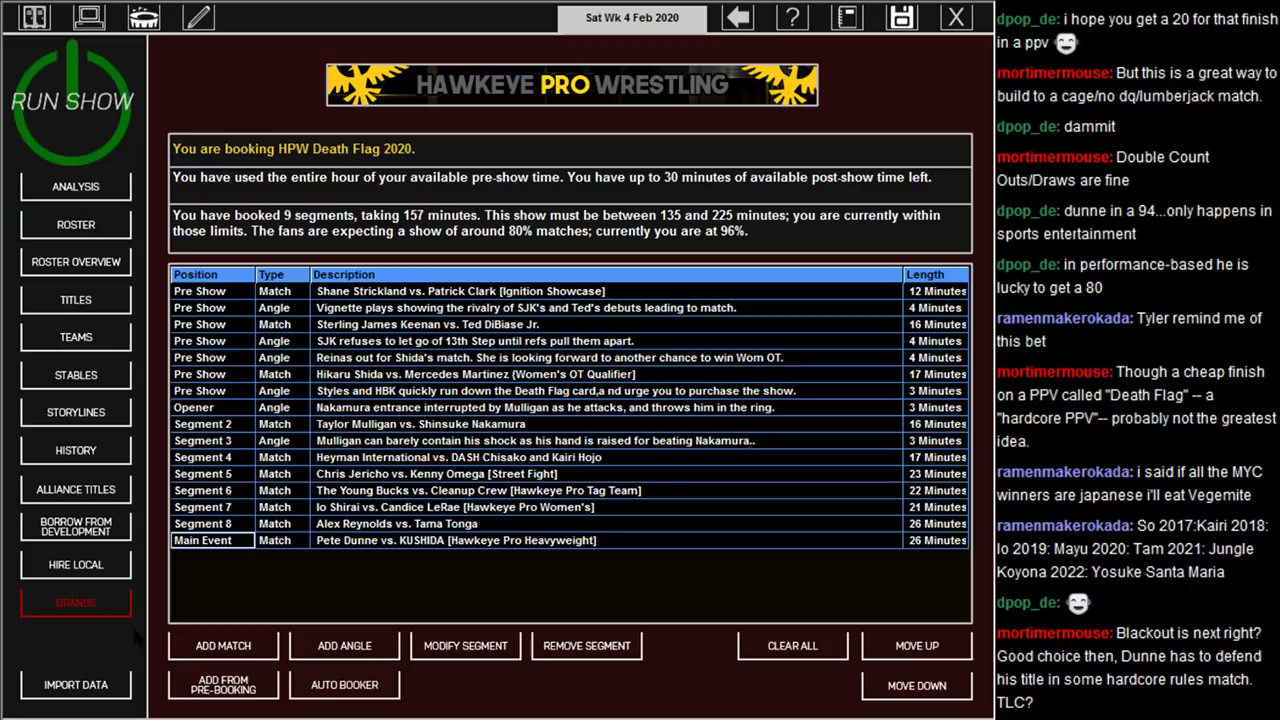 Sat Wk 4 Feb 2020
?
X
RUN SHOW
HAWKEYE PRO WRESTLING
You are booking HPW Death Flag 2020.
You have used the entire hour of your available pre-show time. You have up to 30 minutes of available post-show time left.
You have booked 9 segments, taking 157 minutes. This show must be between 135 and 225 minutes; you are currently within
those limits. The fans are expecting a show of around 80% matches; currently you are at 96%.
ANALYSIS
ROSTER
ROSTER OVERVIEW
TITLES
TEAMS
STABLES
STORYLINES
HISTORY
ALLIANCE TITLES
BORROW FROM
DEVELOPMENT
HIRE LOCAL
BRANDS
IMPORT DATA
Position Type Description Length
Pre Show Match Shane Strickland vs. Patrick Clark [Ignition Showcase] 12 Minutes
Pre Show Angle Vignette plays showing the rivalry of SJK's and Ted's debuts leading to match. 4 Minutes
Pre Show Match Sterling James Keenan vs. Ted DiBiase Jr. 16 Minutes
Pre Show Angle SJK refuses to let go of 13th Step until refs pull them apart. 4 Minutes
Pre Show Angle Reinas out for Shida's match. She is looking forward to another chance to win Wom OT. 4 Minutes
Pre Show Match Hikaru Shida vs. Mercedes Martinez {Women's OT Qualifier] 17 Minutes
Pre Show Angle Styles and HBK quickly run down the Death Flag card,a nd urge you to purchase the show. 3 Minutes
Opener Angle Nakamura entrance interrupted by Mulligan as he attacks, and throws him in the ring. 3 Minutes
Segment 2 Match Taylor Mulligan vs. Shinsuke Nakamura 16 Minutes
Segment 3 Angle Mulligan can barely contain his shock as his hand is raised for beating Nakamura.. 3 Minutes
Segment 4 Match Heyman International vs. DASH Chisako and Kairi Hojo 17 Minutes
Segment 5 Match Chris Jericho vs. Kenny Omega [Street Fight] 23 Minutes
Segment 6 Match The Young Bucks vs. Cleanup Crew [Hawkeye Pro Tag Team] 22 Minutes
Segment 7 Match Io Shirai vs. Candice LeRae [Hawkeye Pro Women's] 21 Minutes
Segment 8 Match Alex Reynolds vs. Tama Tonga 26 Minutes
Main Event Match Pete Dunne vs. KUSHIDA [Hawkeye Pro Heavyweight] 26 Minutes
ADD MATCH
ADD ANGLE
MODIFY SEGMENT
REMOVE SEGMENT
CLEAR ALL
MOVE UP
ADD FROM
PRE-BOOKING
AUTO BOOKER
MOVE DOWN
dpop_de: i hope you get a 20 for that finish
in a ppv
mortimermouse: But this is a great way to
build to a cage/no dq/lumberjack match.
dpop_de: dammit
mortimermouse: Double Count
Outs/Draws are fine
dpop_de: dunne in a 94...only happens in
sports entertainment
dpop_de: in performance-based he is
lucky to get a 80
ramenmakerokada: Tyler remind me of
this bet
mortimermouse: Though a cheap finish
on a PPV called "Death Flag" -- a
"hardcore PPV"-- probably not the greatest
idea.
ramenmakerokada: i said if all the MYC
winners are japanese i'll eat Vegemite
ramenmakerokada: So 2017:Kairi 2018:
Io 2019: Mayu 2020: Tam 2021: Jungle
Koyona 2022: Yosuke Santa Maria
dpop_de:
mortimermouse: Blackout is next right?
Good choice then, Dunne has to defend
his title in some hardcore rules match.
TLC?